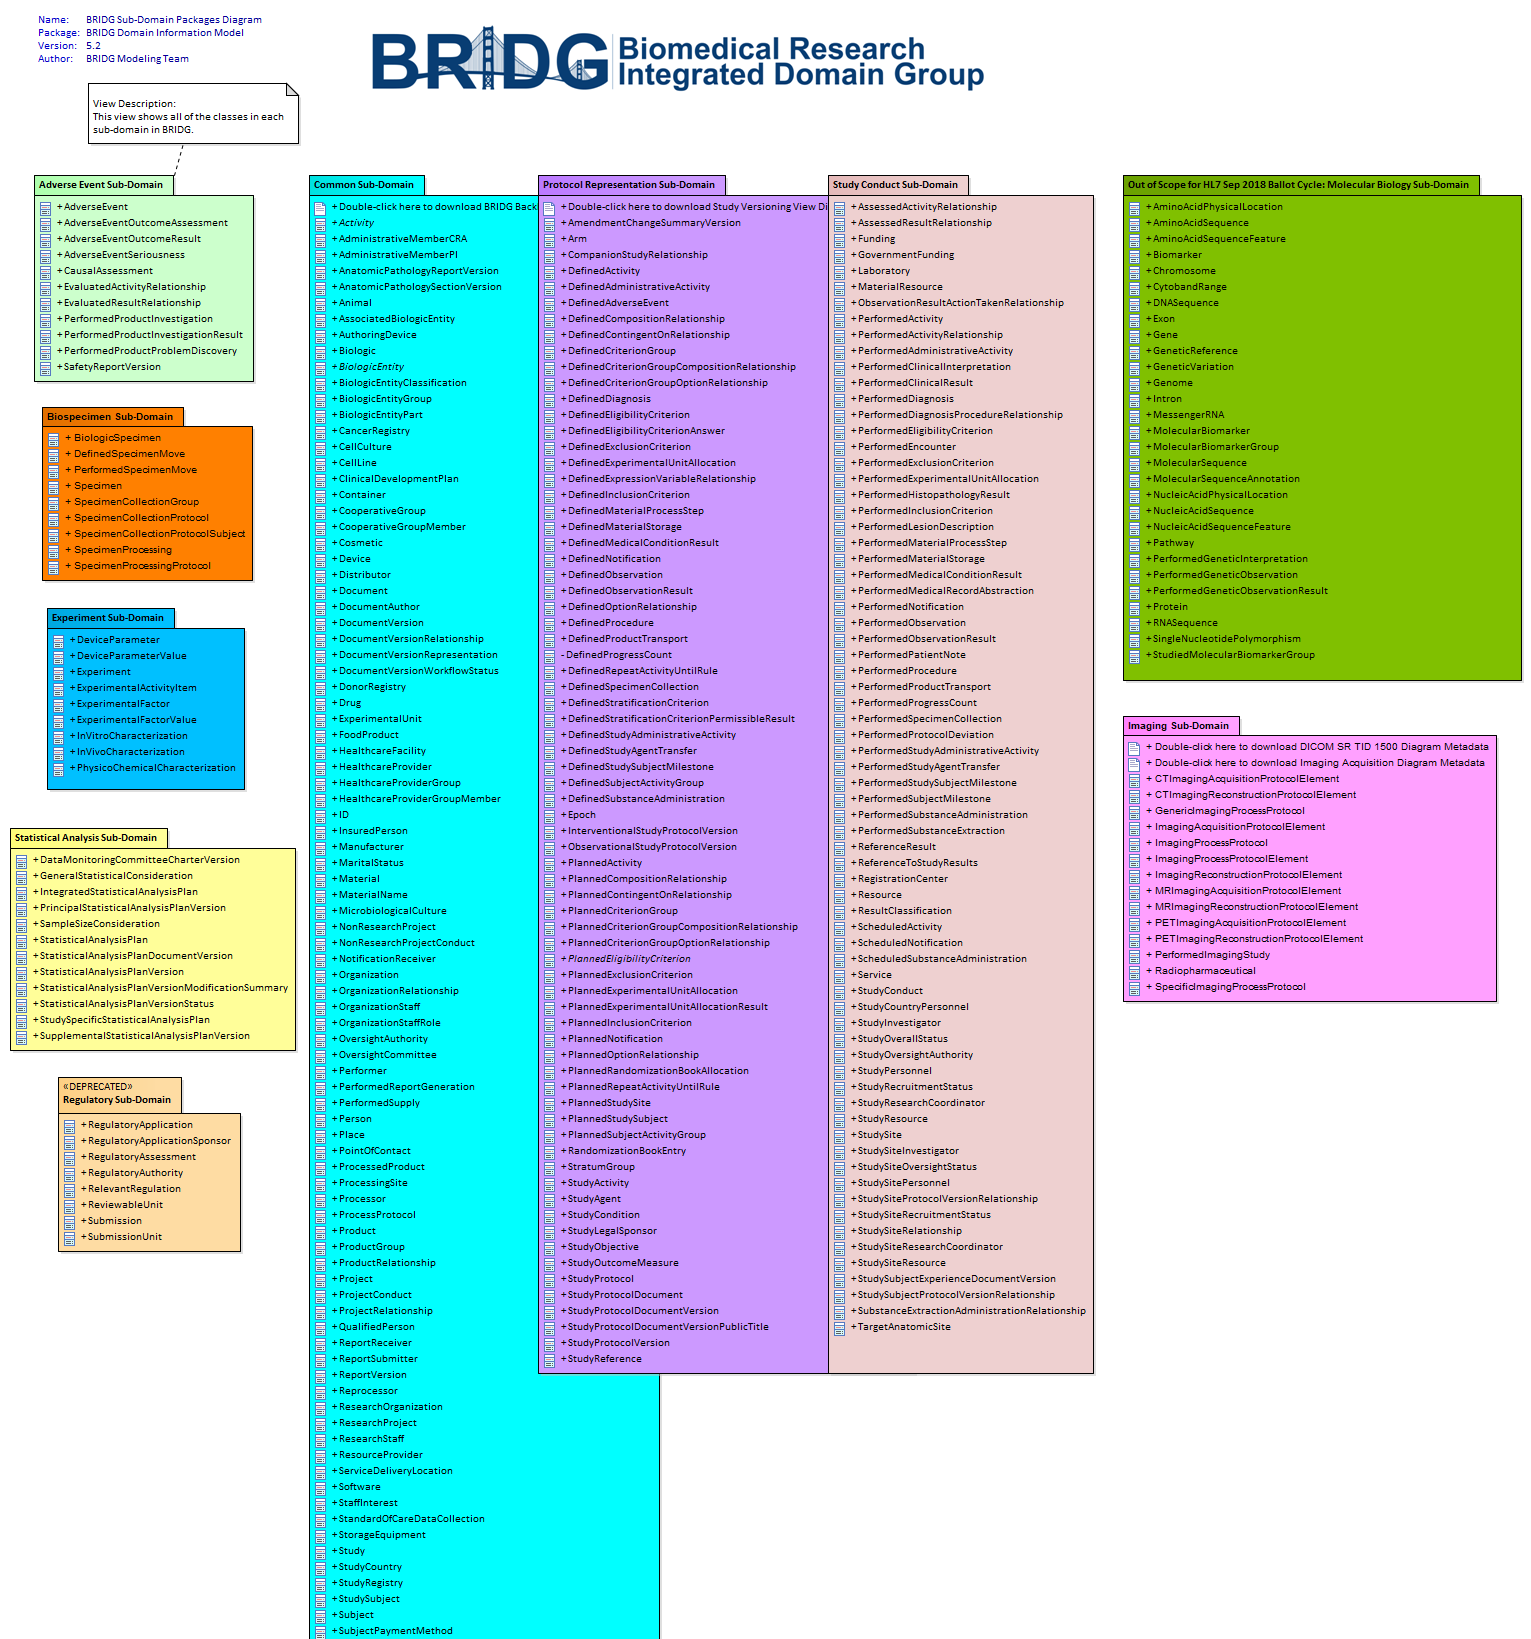 Name: BRIDG Sub-Domain Packages Diagram
Package: BRIDG Domain Information Model
Version: 5.2
Author: BRIDG Modeling Team
BRIDG
Biomedical Research
Integrated Domain Group
View Description:
This view shows all of the classes in each
sub-domain in BRIDG.
Adverse Event Sub-Domain
+ AdverseEvent
+ AdverseEventOutcomeAssessment
+ AdverseEventOutcomeResult
+ AdverseEventSeriousness
+ CausalAssessment
+ EvaluatedActivityRelationship
+ EvaluatedResultRelationship
+ PerformedProductInvestigation
+ PerformedProductInvestigationResult
+ PerformedProductProblemDiscovery
+ SafetyReportVersion
Biospecimen Sub-Domain
+ BiologicSpecimen
+ DefinedSpecimenMove
+ PerformedSpecimenMove
+ Specimen
+ SpecimenCollectionGroup
+ SpecimenCollectionProtocol
+ SpecimenCollectionProtocolSubject
+ SpecimenProcessing
+ SpecimenProcessingProtocol
Experiment Sub-Domain
+ DeviceParameter
+ DeviceParameterValue
+ Experiment
+ ExperimentalActivityItem
+ ExperimentalFactor
+ ExperimentalFactorValue
+ InVitroCharacterization
+ InVivoCharacterization
+ PhysicoChemicalCharacterization
Statistical Analysis Sub-Domain
+ DataMonitoringCommitteeCharterVersion
+ GeneralStatisticalConsideration
+ IntegratedStatisticalAnalysisPlan
+ PrincipalStatisticalAnalysisPlanVersion
+ SampleSizeConsideration
+ StatisticalAnalysisPlan
+ StatisticalAnalysisPlanDocumentVersion
+ StatisticalAnalysisPlanVersion
+ StatisticalAnalysisPlanVersionModificationSummary
+ StatisticalAnalysisPlanVersionStatus
+ StudySpecificStatisticalAnalysisPlan
+ SupplementalStatisticalAnalysisPlanVersion
«DEPRECATED»
Regulatory Sub-Domain
+ RegulatoryApplication
+ RegulatoryApplicationSponsor
+ RegulatoryAssessment
+ RegulatoryAuthority
+ RelevantRegulation
+ ReviewableUnit
+ Submission
+ SubmissionUnit
Common Sub-Domain
+ Double-click here to download BRIDG Back
+ Activity
+ AdministrativeMemberCRA
+ AdministrativeMemberPI
+ AnatomicPathologyReportVersion
+ AnatomicPathologySectionVersion
+ Animal
+ AssociatedBiologicEntity
+ AuthoringDevice
+ Biologic
+ BiologicEntity
+ BiologicEntityClassification
+ BiologicEntityGroup
+ BiologicEntityPart
+ CancerRegistry
+ CellCulture
+ CellLine
+ ClinicalDevelopmentPlan
+ Container
+ CooperativeGroup
+ CooperativeGroupMember
+ Cosmetic
+ Device
+ Distributor
+ Document
+ DocumentAuthor
+ DocumentVersion
+ DocumentVersionRelationship
+ DocumentVersionRepresentation
+ DocumentVersionWorkflowStatus
+ DonorRegistry
+ Drug
+ ExperimentalUnit
+ FoodProduct
+ HealthcareFacility
+ HealthcareProvider
+ HealthcareProviderGroup
+ HealthcareProviderGroupMember
+ ID
+ InsuredPerson
+ Manufacturer
+ MaritalStatus
+ Material
+ MaterialName
+ MicrobiologicalCulture
+ NonResearchProject
+ NonResearchProjectConduct
+ NotificationReceiver
+ Organization
+ OrganizationRelationship
+ OrganizationStaff
+ OrganizationStaffRole
+ OversightAuthority
+ OversightCommittee
+ Performer
+ PerformedReportGeneration
+ PerformedSupply
+ Person
+ Place
+ PointOfContact
+ ProcessedProduct
+ ProcessingSite
+ Processor
+ ProcessProtocol
+ Product
+ ProductGroup
+ ProductRelationship
+ Project
+ ProjectConduct
+ ProjectRelationship
+ QualifiedPerson
+ ReportReceiver
+ ReportSubmitter
+ ReportVersion
+ Reprocessor
+ ResearchOrganization
+ ResearchProject
+ ResearchStaff
+ ResourceProvider
+ ServiceDeliveryLocation
+ Software
+ StaffInterest
+ StandardOfCareDataCollection
+ StorageEquipment
+ Study
+ StudyCountry
+ StudyRegistry
+ StudySubject
+ Subject
+ SubjectPaymentMethod
Protocol Representation Sub-Domain
+ Double-click here to download Study Versioning View Di
+ AmendmentChangeSummaryVersion
+ Arm
+ CompanionStudyRelationship
+ DefinedActivity
+ DefinedAdministrativeActivity
+ DefinedAdverseEvent
+ DefinedCompositionRelationship
+ DefinedContingentOnRelationship
+ DefinedCriterionGroup
+ DefinedCriterionGroupCompositionRelationship
+ DefinedCriterionGroupOptionRelationship
+ DefinedDiagnosis
+ DefinedEligibilityCriterion
+ DefinedEligibilityCriterionAnswer
+ DefinedExclusionCriterion
+ DefinedExperimentalUnitAllocation
+ DefinedExpressionVariableRelationship
+ DefinedInclusionCriterion
+ DefinedMaterialProcessStep
+ DefinedMaterialStorage
+ DefinedMedicalConditionResult
+ DefinedNotification
+ DefinedObservation
+ DefinedObservationResult
+ DefinedOptionRelationship
+ DefinedProcedure
+ DefinedProductTransport
- DefinedProgressCount
+ DefinedRepeatActivityUntilRule
+ DefinedSpecimenCollection
+ DefinedStratificationCriterion
+ DefinedStratificationCriterionPermissibleResult
+ DefinedStudyAdministrativeActivity
+ DefinedStudyAgentTransfer
+ DefinedStudySubjectMilestone
+ DefinedSubjectActivityGroup
+ DefinedSubstanceAdministration
+ Epoch
+ InterventionalStudyProtocolVersion
+ ObservationalStudyProtocolVersion
+ PlannedActivity
+ PlannedCompositionRelationship
+ PlannedContingentOnRelationship
+ PlannedCriterionGroup
+ PlannedCriterionGroupCompositionRelationship
+ PlannedCriterionGroupOptionRelationship
+ PlannedEligibilityCriterion
+ PlannedExclusionCriterion
+ PlannedExperimentalUnitAllocation
+ PlannedExperimentalUnitAllocationResult
+ PlannedInclusionCriterion
+ PlannedNotification
+ PlannedOptionRelationship
+ PlannedRandomizationBookAllocation
+ PlannedRepeatActivityUntilRule
+ PlannedStudySite
+ PlannedStudySubject
+ PlannedSubjectActivityGroup
+ RandomizationBookEntry
+ StratumGroup
+ StudyActivity
+ StudyAgent
+ StudyCondition
+ StudyLegalSponsor
+ StudyObjective
+ StudyOutcomeMeasure
+ StudyProtocol
+ StudyProtocolDocument
+ StudyProtocolDocumentVersion
+ StudyProtocolDocumentVersionPublicTitle
+ StudyProtocolVersion
+ StudyReference
Study Conduct Sub-Domain
+ AssessedActivityRelationship
+ AssessedResultRelationship
+ Funding
+ GovernmentFunding
+ Laboratory
+ MaterialResource
+ ObservationResultActionTakenRelationship
+ PerformedActivity
+ PerformedActivityRelationship
+ PerformedAdministrativeActivity
+ PerformedClinicalInterpretation
+ PerformedClinicalResult
+ PerformedDiagnosis
+ PerformedDiagnosisProcedureRelationship
+ PerformedEligibilityCriterion
+ PerformedEncounter
+ PerformedExclusionCriterion
+ PerformedExperimentalUnitAllocation
+ PerformedHistopathologyResult
+ PerformedInclusionCriterion
+ PerformedLesionDescription
+ PerformedMaterialProcessStep
+ PerformedMaterialStorage
+ PerformedMedicalConditionResult
+ PerformedMedicalRecordAbstraction
+ PerformedNotification
+ PerformedObservation
+ PerformedObservationResult
+ PerformedPatientNote
+ PerformedProcedure
+ PerformedProductTransport
+ PerformedProgressCount
+ PerformedSpecimenCollection
+ PerformedProtocolDeviation
+ PerformedStudyAdministrativeActivity
+ PerformedStudyAgentTransfer
+ PerformedStudySubjectMilestone
+ PerformedSubjectMilestone
+ PerformedSubstanceAdministration
+ PerformedSubstanceExtraction
+ ReferenceResult
+ ReferenceToStudyResults
+ RegistrationCenter
+ Resource
+ ResultClassification
+ ScheduledActivity
+ ScheduledNotification
+ ScheduledSubstanceAdministration
+ Service
+ StudyConduct
+ StudyCountryPersonnel
+ StudyInvestigator
+ StudyOverallStatus
+ StudyOversightAuthority
+ StudyPersonnel
+ StudyRecruitmentStatus
+ StudyResearchCoordinator
+ StudyResource
+ StudySite
+ StudySiteInvestigator
+ StudySiteOversightStatus
+ StudySitePersonnel
+ StudySiteProtocolVersionRelationship
+ StudySiteRecruitmentStatus
+ StudySiteRelationship
+ StudySiteResearchCoordinator
+ StudySiteResource
+ StudySubjectExperienceDocumentVersion
+ StudySubjectProtocolVersionRelationship
+ SubstanceExtractionAdministrationRelationship
+ TargetAnatomicSite
Out of Scope for HL7 Sep 2018 Ballot Cycle: Molecular Biology Sub-Domain
+ AminoAcidPhysicalLocation
+ AminoAcidSequence
+ AminoAcidSequenceFeature
+ Biomarker
+ Chromosome
+ CytobandRange
+ DNASequence
+ Exon
+ Gene
+ GeneticReference
+ GeneticVariation
+ Genome
+ Intron
+ MessengerRNA
+ MolecularBiomarker
+ MolecularBiomarkerGroup
+ MolecularSequence
+ MolecularSequenceAnnotation
+ NucleicAcidPhysicalLocation
+ NucleicAcidSequence
+ NucleicAcidSequenceFeature
+ Pathway
+ PerformedGeneticInterpretation
+ PerformedGeneticObservation
+ PerformedGeneticObservationResult
+ Protein
+ RNASequence
+ SingleNucleotidePolymorphism
+ StudiedMolecularBiomarkerGroup
Imaging Sub-Domain
+ Double-click here to download DICOM SR TID 1500 Diagram Metadata
+ Double-click here to download Imaging Acquisition Diagram Metadata
+ CTImagingAcquisitionProtocolElement
+ CTImagingReconstructionProtocolElement
+ GenericImagingProcessProtocol
+ ImagingAcquisitionProtocolElement
+ ImagingProcessProtocol
+ ImagingProcessProtocolElement
+ ImagingReconstructionProtocolElement
+ MRImagingAcquisitionProtocolElement
+ MRImagingReconstructionProtocolElement
+ PETImagingAcquisitionProtocolElement
+ PETImagingReconstructionProtocolElement
+ PerformedImagingStudy
+ Radiopharmaceutical
+ SpecificImagingProcessProtocol